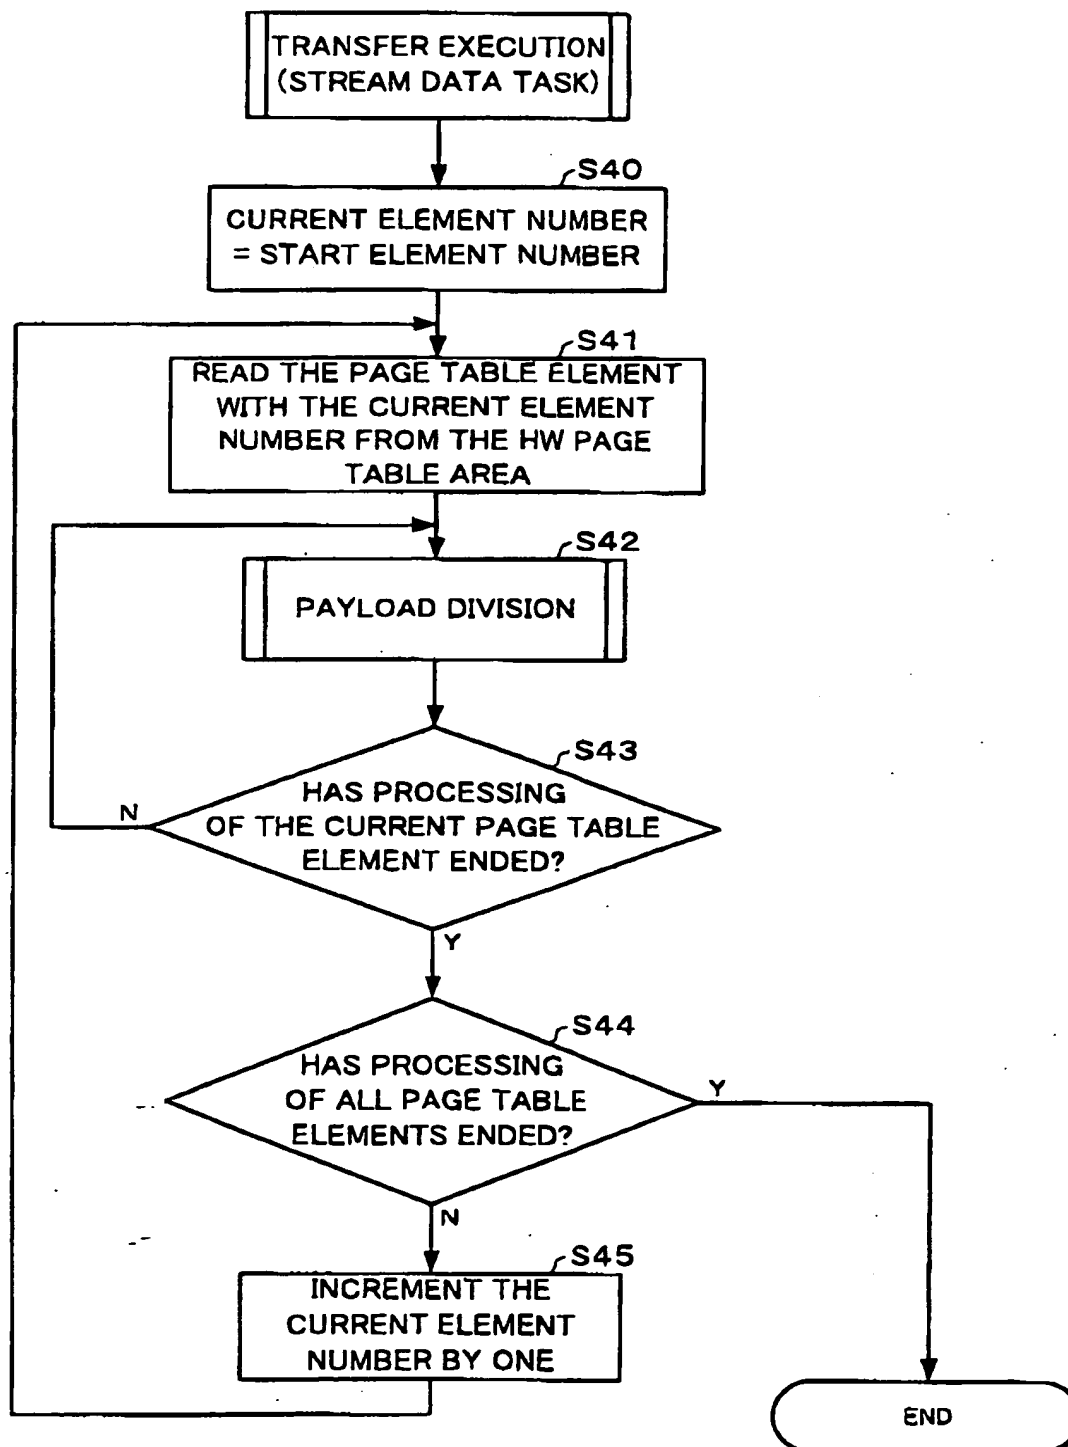 TRANSFER EXECUTION
(STREAM DATA TASK)
S40
CURRENT ELEMENT NUMBER
= START ELEMENT NUMBER
S41
READ THE PAGE TABLE ELEMENT
WITH THE CURRENT ELEMENT
NUMBER FROM THE HW PAGE
TABLE AREA
S42
PAYLOAD DIVISION
S43
HAS PROCESSING
OF THE CURRENT PAGE TABLE
ELEMENT ENDED?
N
Y
S44
HAS PROCESSING
OF ALL PAGE TABLE
ELEMENTS ENDED?
Y
N
S45
INCREMENT THE
CURRENT ELEMENT
NUMBER BY ONE
END